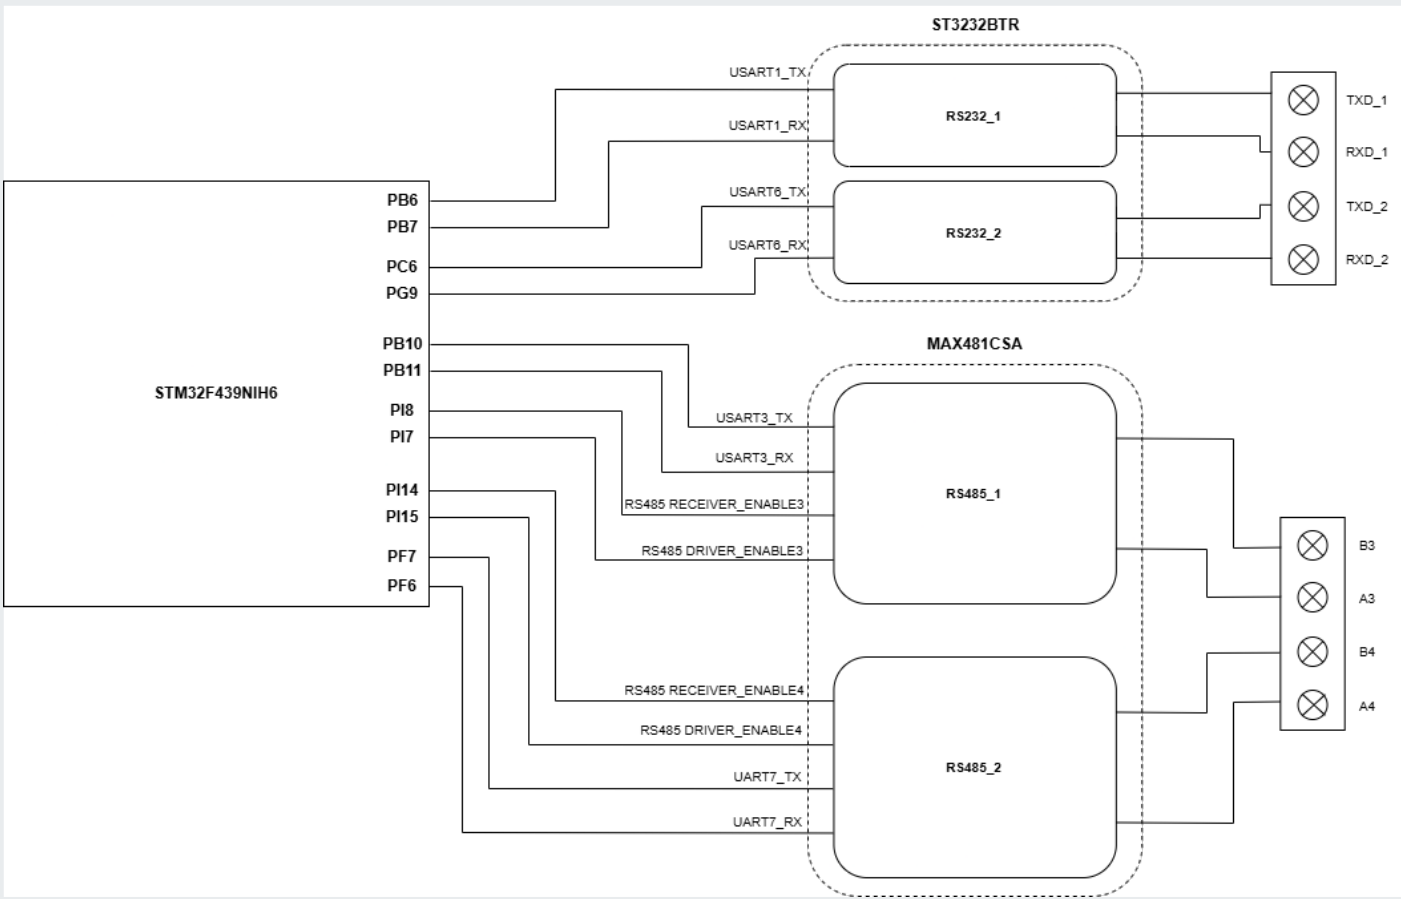 ST3232BTR
USART1_TX
RS232_1
TXD_1
USART1_RX
RXD_1
PB6
USART6_TX
TXD_2
PB7
RS232_2
USART6_RX
RXD_2
PC6
PG9
PB10
MAX481CSA
PB11
STM32F439NIH6
PI8
USART3_TX
PI7
USART3_RX
PI14
RS485_1
RS485 RECEIVER_ENABLE3
PI15
B3
RS485 DRIVER_ENABLE3
PF7
PF6
A3
B4
RS485 RECEIVER_ENABLE4
A4
RS485 DRIVER_ENABLE4
RS485_2
UART7_TX
UART7_RX